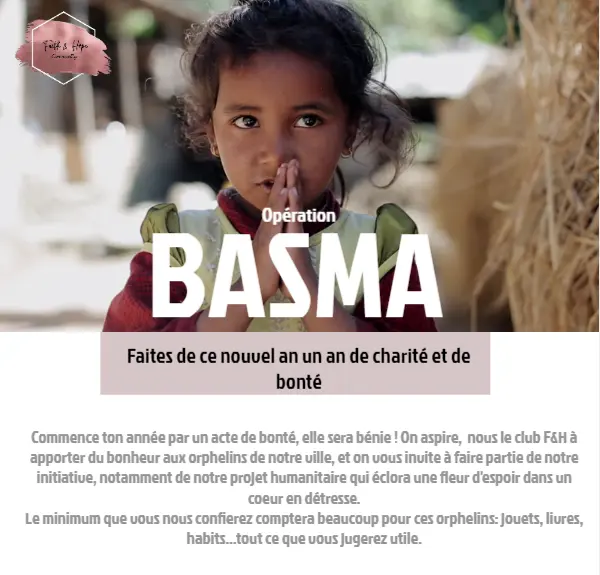 Faith & Hope
Community
Opération
BASMA
Faites de ce nouvel an un an de charité et de
bonté
Commence ton année par un acte de bonté, elle sera bénie ! On aspire, nous le club F&H à
apporter du bonheur aux orphelins de notre ville, et on vous invite à faire partie de notre
initiative, notamment de notre projet humanitaire qui éclora une fleur d'espoir dans un
coeur en détresse.
Le minimum que vous nous confierez comptera beaucoup pour ces orphelins: jouets, livres,
habits...tout ce que vous jugerez utile.